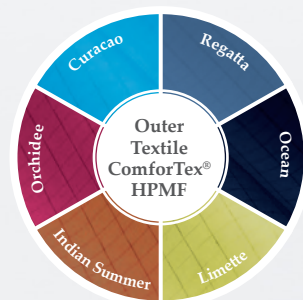 Curacao
Regatta
Ocean
Limette
Indian Summer
Orchidee
Outer
Textile
ComforTex®
HPMF